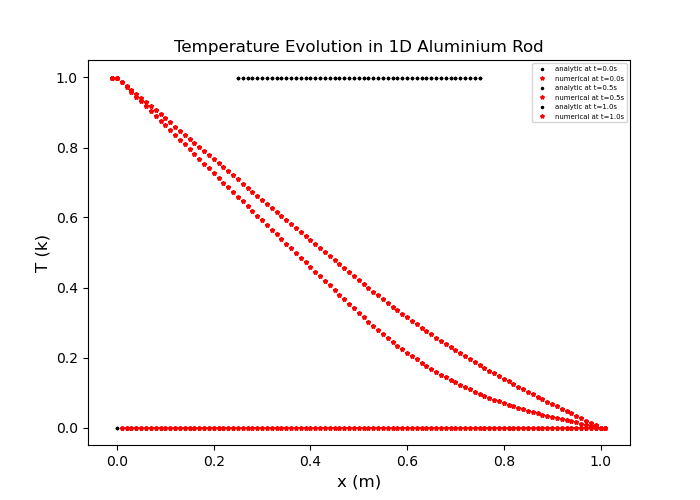 Temperature Evolution in 1D Aluminium Rod
analytic at t=0.0s
numerical at t=0.0s
analytic at t=0.5s
numerical at t=0.5s
analytic at t=1.0s
numerical at t=1.0s
T (k)
1.0
0.8
0.6
0.4
0.2
0.0
0.0 0.2 0.4 0.6 0.8 1.0
x (m)